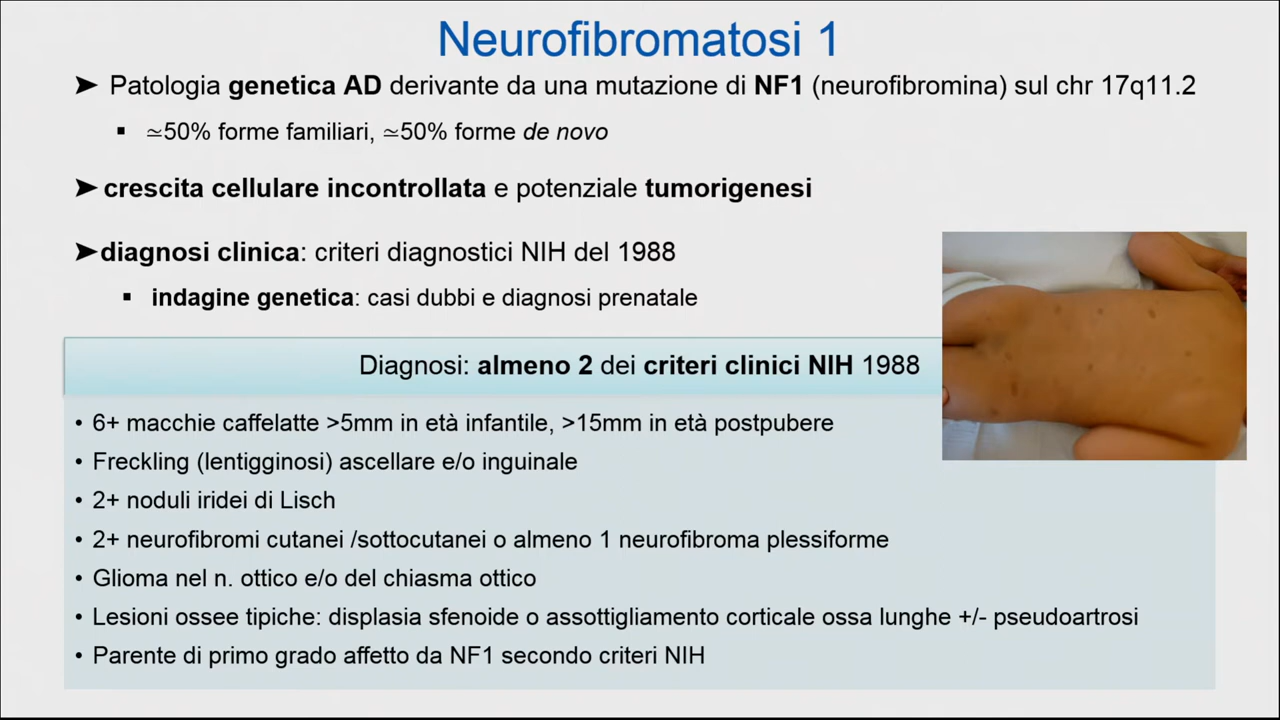 Neurofibromatosi 1
➤ Patologia genetica AD derivante da una mutazione di NF1 (neurofibromina) sul chr 17q11.2
▪ ≃50% forme familiari, ≃50% forme de novo
➤ crescita cellulare incontrollata e potenziale tumorigenesi
➤ diagnosi clinica: criteri diagnostici NIH del 1988
▪ indagine genetica: casi dubbi e diagnosi prenatale
Diagnosi: almeno 2 dei criteri clinici NIH 1988
• 6+ macchie caffelatte >5mm in età infantile, >15mm in età postpubere
• Freckling (lentigginosi) ascellare e/o inguinale
• 2+ noduli iridei di Lisch
• 2+ neurofibromi cutanei /sottocutanei o almeno 1 neurofibroma plessiforme
• Glioma nel n. ottico e/o del chiasma ottico
• Lesioni ossee tipiche: displasia sfenoide o assottigliamento corticale ossa lunghe +/- pseudoartrosi
• Parente di primo grado affetto da NF1 secondo criteri NIH